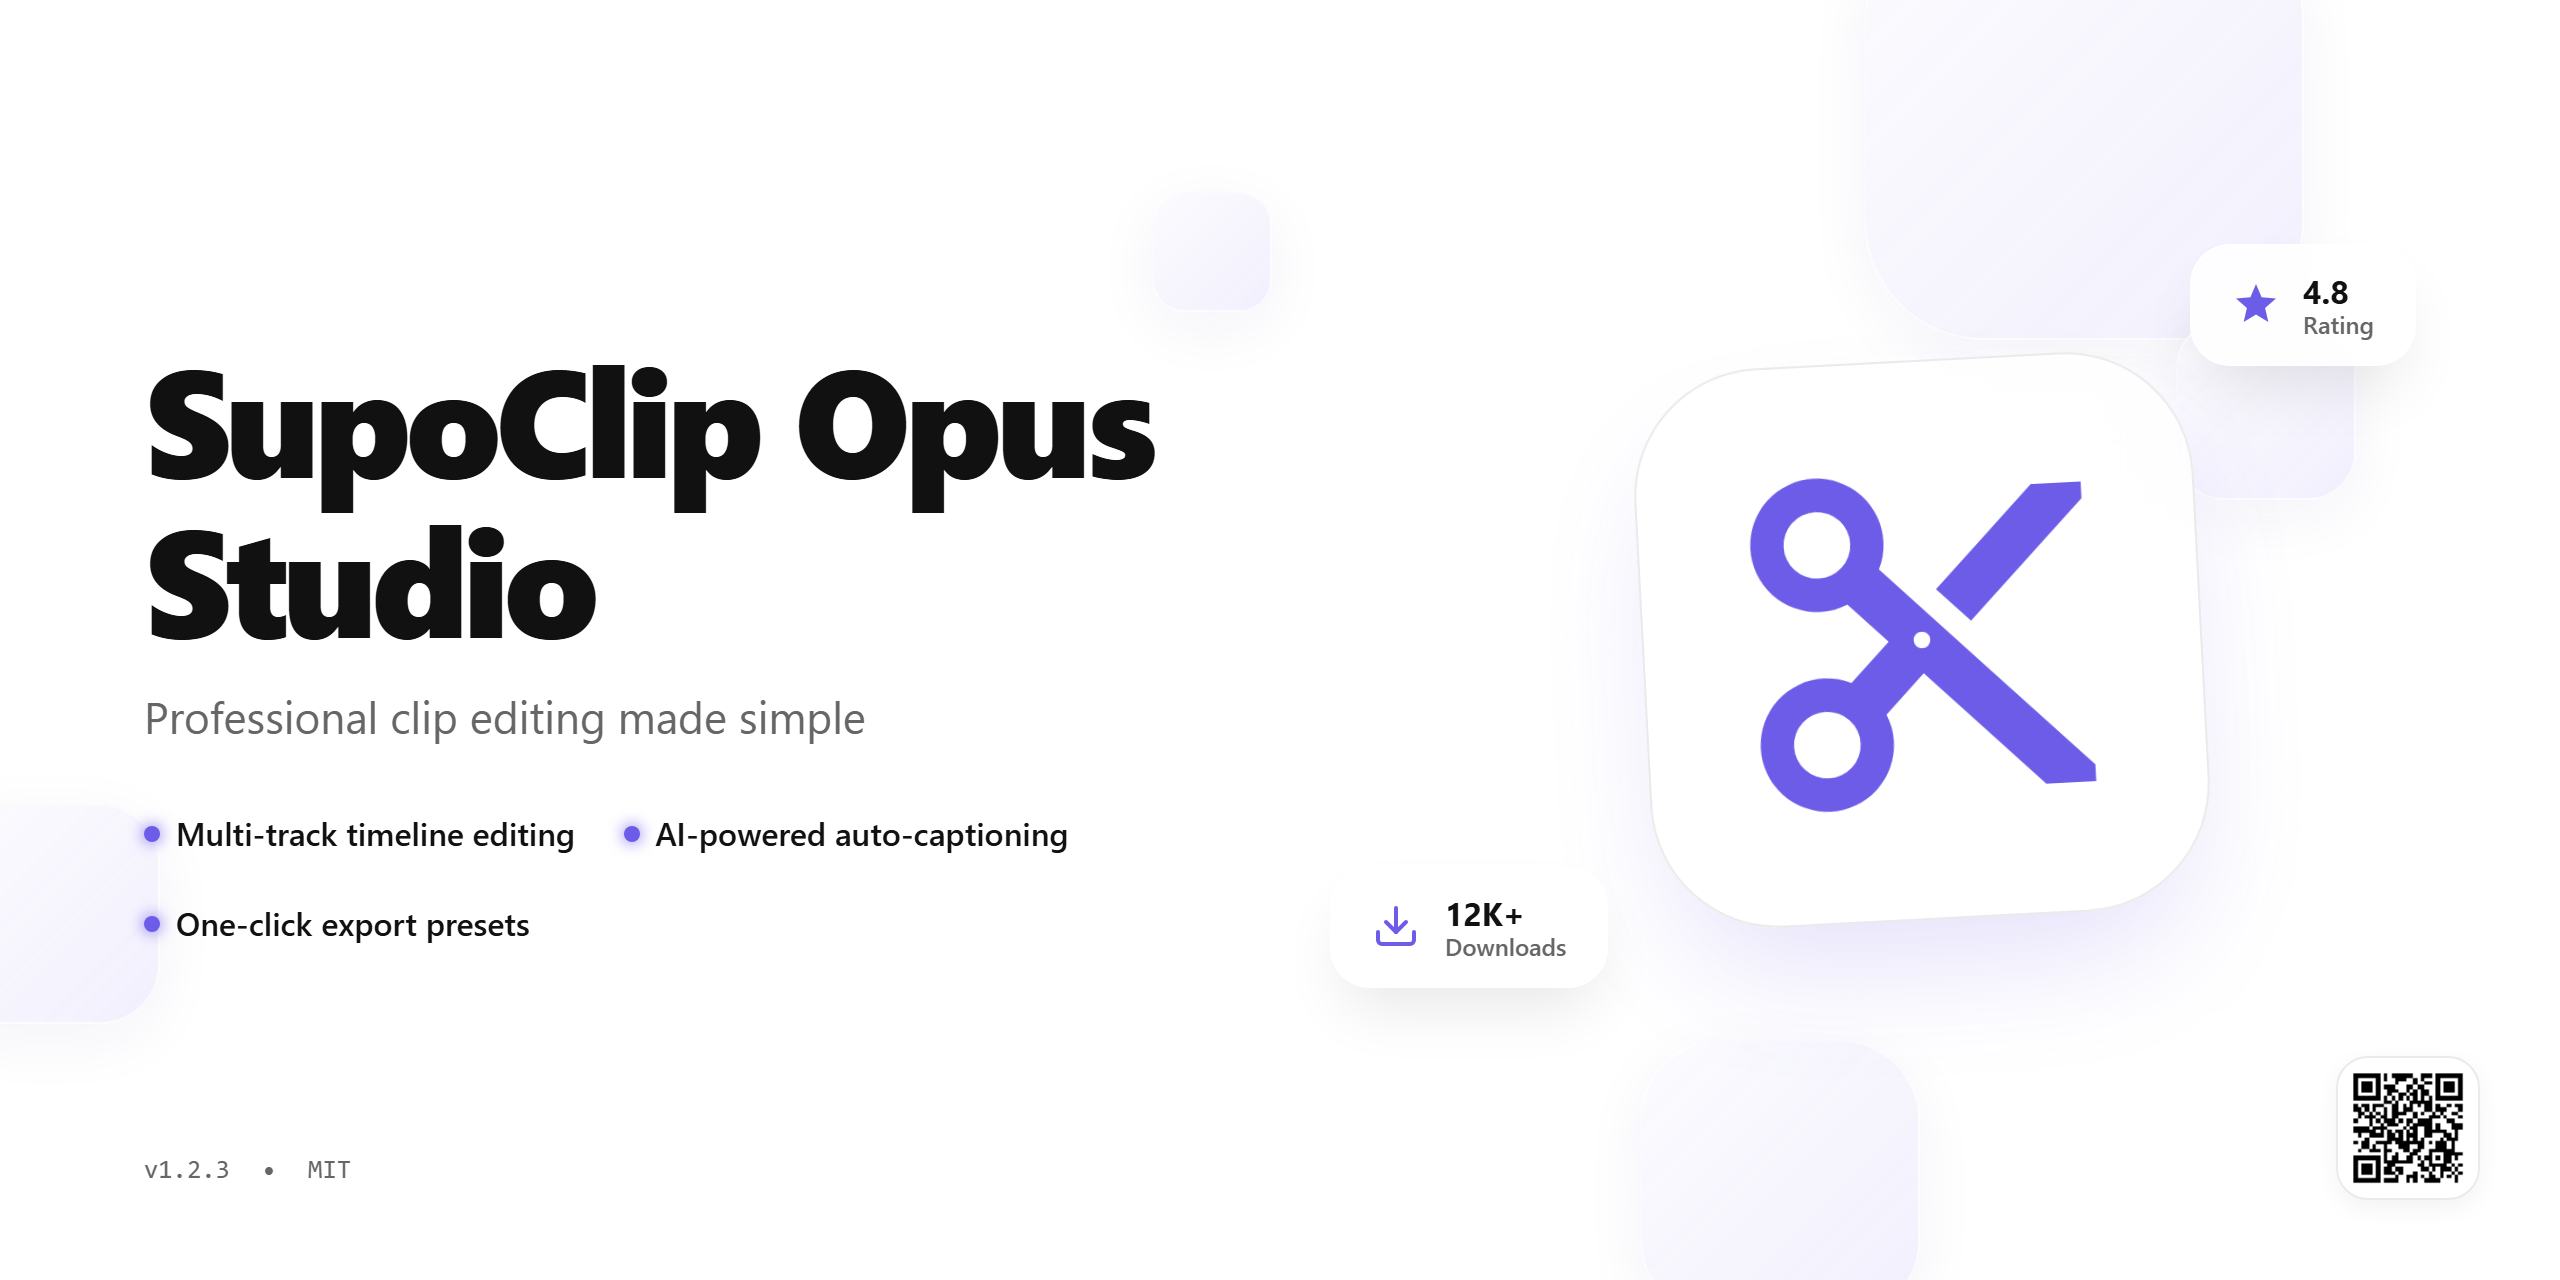 SupoClip Opus
Studio
Professional clip editing made simple
Multi-track timeline editing
AI-powered auto-captioning
One-click export presets
v1.2.3 • MIT
4.8
Rating
12K+
Downloads